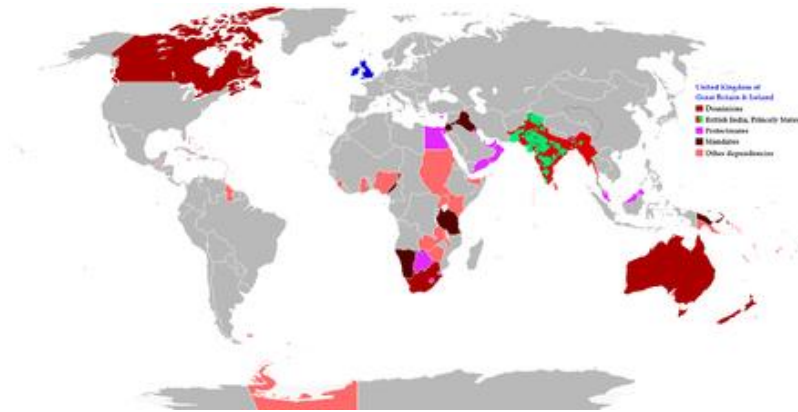 United Kingdom of
Great Britain & Ireland
Dominions
British India, Princely States
Protectorates
Mandates
Other dependencies